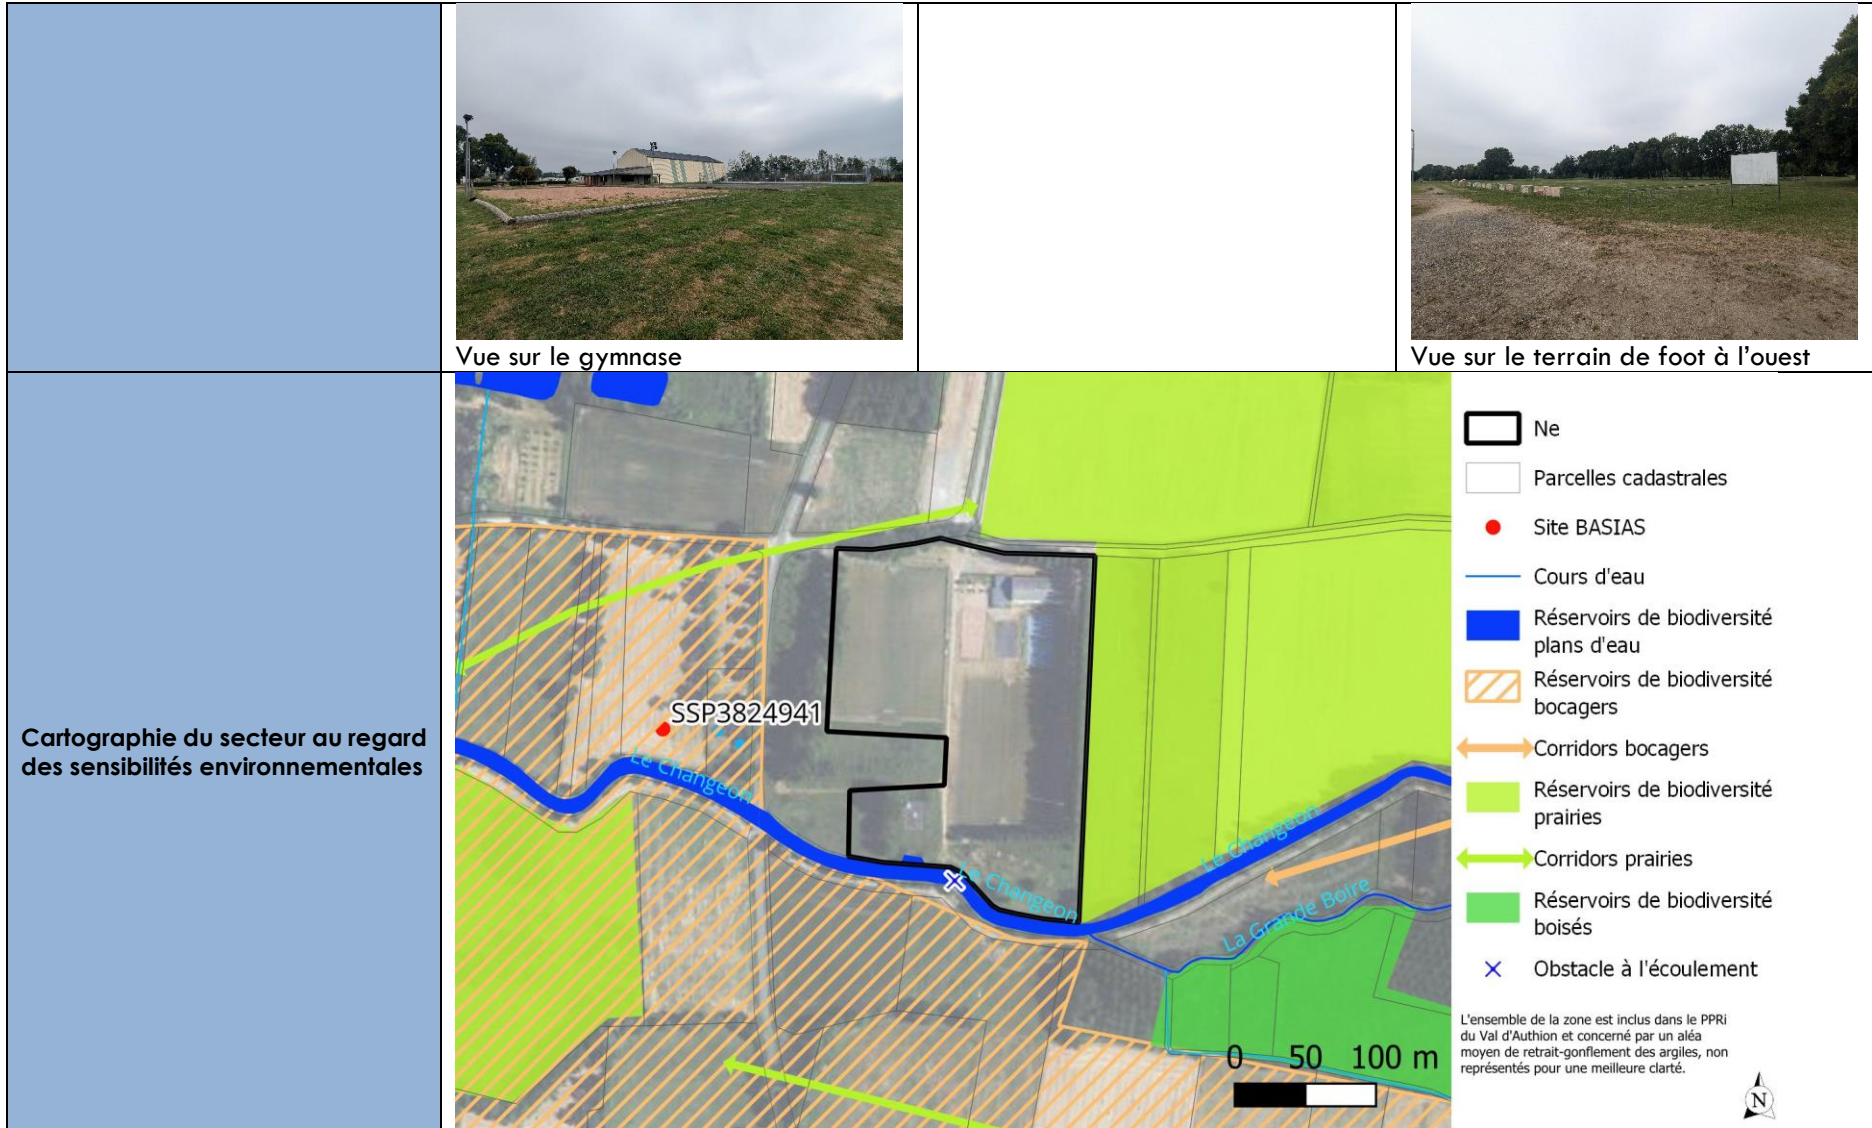 Vue sur le gymnase
Vue sur le terrain de foot à l'ouest
Cartographie du secteur au regard
des sensibilités environnementales
SSP3824941
Le Changeon
Le Changeon
Le Changeon
La Grande Boire
0 50 100 m
Ne
Parcelles cadastrales
Site BASIAS
Cours d'eau
Réservoirs de biodiversité
plans d'eau
Réservoirs de biodiversité
bocagers
Corridors bocagers
Réservoirs de biodiversité
prairies
Corridors prairies
Réservoirs de biodiversité
boisés
Obstacle à l'écoulement
L'ensemble de la zone est inclus dans le PPRi
du Val d'Authion et concerné par un aléa
moyen de retrait-gonflement des argiles, non
représentés pour une meilleure clarté.
N